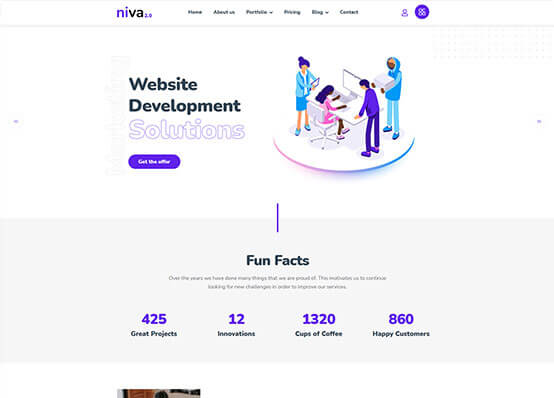 niva 2.0
Home About us Portfolio Pricing Blog Contact
Website
Development
Solutions
Get the offer
Fun Facts
Over the years we have done many things that we are proud of. This motivates us to continue
looking for new challenges in order to improve our services.
425 12 1320 860
Great Projects Innovations Cups of Coffee Happy Customers